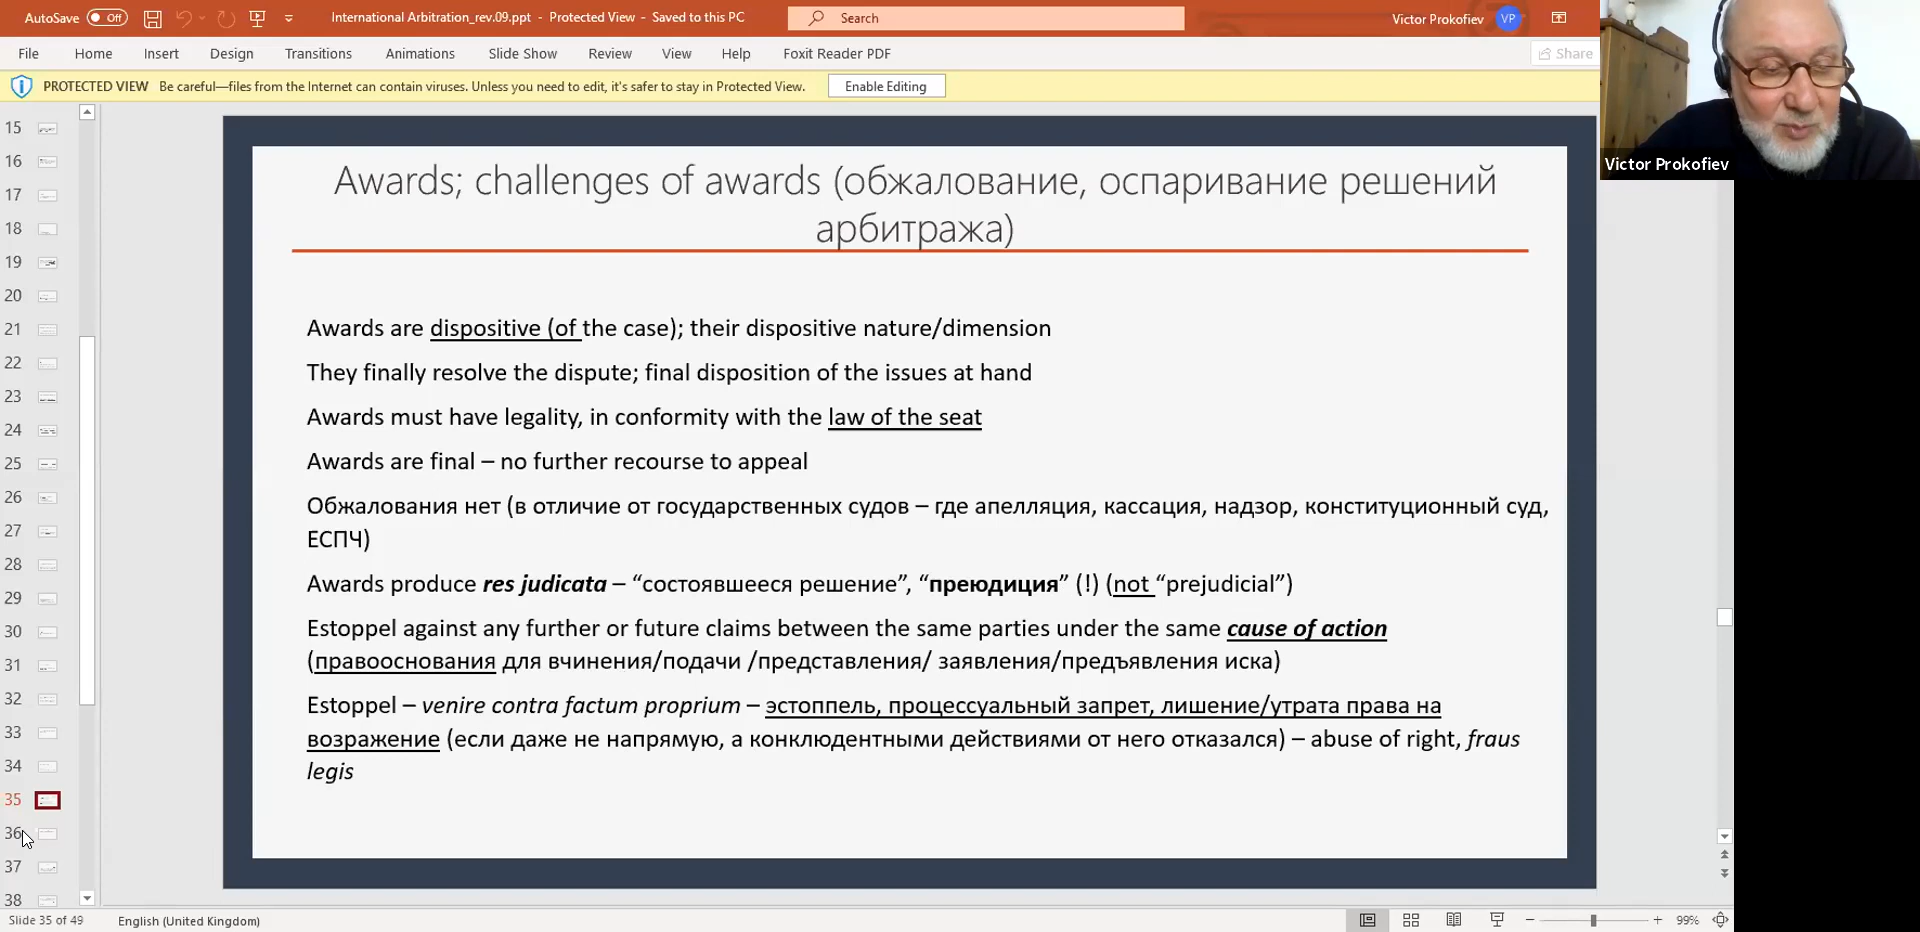 AutoSave Off International Arbitration_rev.09.ppt - Protected View - Saved to this PC Search Victor Prokofiev VP
File Home Insert Design Transitions Animations Slide Show Review View Help Foxit Reader PDF Share
PROTECTED VIEW Be careful—files from the Internet can contain viruses. Unless you need to edit, it's safer to stay in Protected View. Enable Editing
Victor Prokofiev
15
16
17
18
19
20
21
22
23
24
25
26
27
28
29
30
31
32
33
34
35
36
37
38
Awards; challenges of awards (обжалование, оспаривание решений
арбитража)
Awards are dispositive (of the case); their dispositive nature/dimension
They finally resolve the dispute; final disposition of the issues at hand
Awards must have legality, in conformity with the law of the seat
Awards are final – no further recourse to appeal
Обжалования нет (в отличие от государственных судов – где апелляция, кассация, надзор, конституционный суд,
ЕСПЧ)
Awards produce res judicata – “состоявшееся решение”, “преюдиция” (!) (not “prejudicial”)
Estoppel against any further or future claims between the same parties under the same cause of action
(правооснования для вчинения/подачи /представления/ заявления/предъявления иска)
Estoppel – venire contra factum proprium – эстоппель, процессуальный запрет, лишение/утрата права на
возражение (если даже не напрямую, а конклюдентными действиями от него отказался) – abuse of right, fraus
legis
Slide 35 of 49 English (United Kingdom) 99%